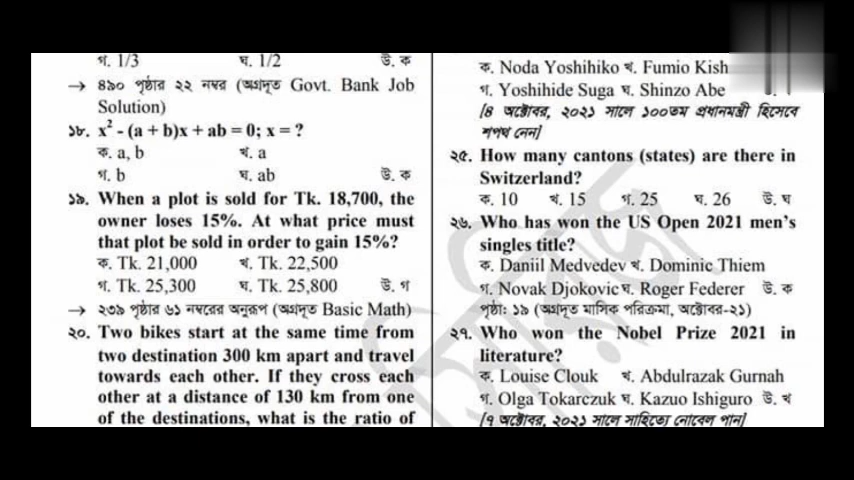 গ. 1/3 ঘ. 1/2 উ. ক
→ ৪৯০ পৃষ্ঠার ২২ নম্বর (অগ্রদূত Govt. Bank Job
Solution)
১৮. x² - (a + b)x + ab = 0; x = ?
ক. a, b খ. a
গ. b ঘ. ab উ. ক
১৯. When a plot is sold for Tk. 18,700, the
owner loses 15%. At what price must
that plot be sold in order to gain 15%?
ক. Tk. 21,000 খ. Tk. 22,500
গ. Tk. 25,300 ঘ. Tk. 25,800 উ. গ
→ ২৩৯ পৃষ্ঠার ৬১ নম্বরের অনুরূপ (অগ্রদূত Basic Math)
২০. Two bikes start at the same time from
two destination 300 km apart and travel
towards each other. If they cross each
other at a distance of 130 km from one
of the destinations, what is the ratio of
ক. Noda Yoshihiko খ. Fumio Kish
গ. Yoshihide Suga ঘ. Shinzo Abe
[৪ অক্টোবর, ২০২১ সালে ১০০তম প্রধানমন্ত্রী হিসেবে
শপথ নেন]
২৫. How many cantons (states) are there in
Switzerland?
ক. 10 খ. 15 গ. 25 ঘ. 26 উ. ঘ
২৬. Who has won the US Open 2021 men's
singles title?
ক. Daniil Medvedev খ. Dominic Thiem
গ. Novak Djokovic ঘ. Roger Federer উ. ক
পৃষ্ঠা: ১৯ (অগ্রদূত মাসিক পরিক্রমা, অক্টোবর-২১)
২৭. Who won the Nobel Prize 2021 in
literature?
ক. Louise Clouk খ. Abdulrazak Gurnah
গ. Olga Tokarczuk ঘ. Kazuo Ishiguro উ. খ
[৭ অক্টোবর, ২০২১ সালে সাহিত্যে নোবেল পান]